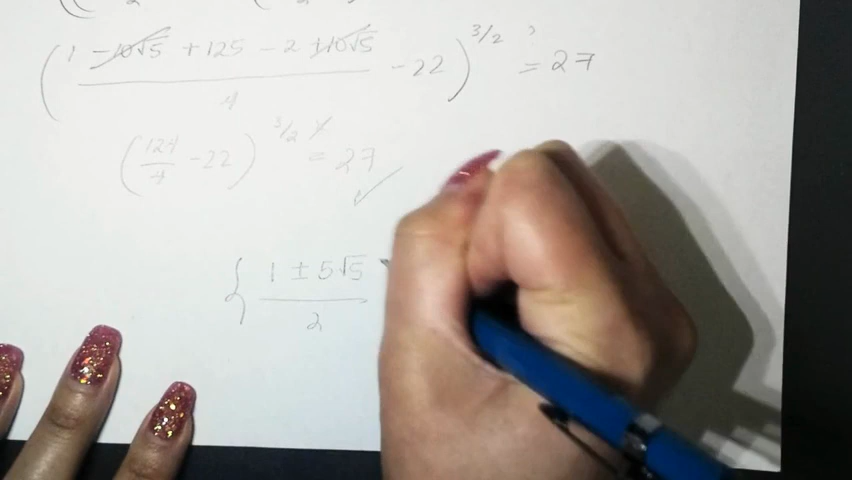 ( (1 - 10√5 + 125 - 2 + 10√5) / 4 - 22 )^3/2 ?= 27
( 124/4 - 22 )^3/2 = 27 ✓
{ (1 ± 5√5) / 2